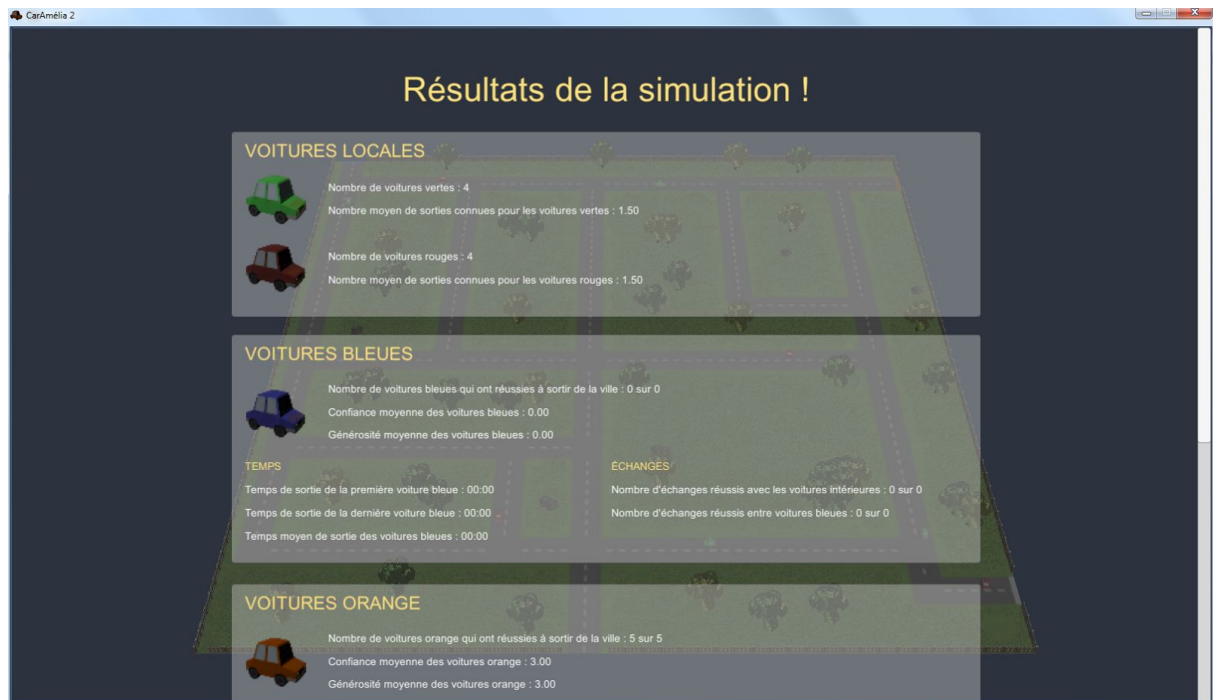 CarAmélia 2
Résultats de la simulation !
VOITURES LOCALES
Nombre de voitures vertes : 4
Nombre moyen de sorties connues pour les voitures vertes : 1.50
Nombre de voitures rouges : 4
Nombre moyen de sorties connues pour les voitures rouges : 1.50
VOITURES BLEUES
Nombre de voitures bleues qui ont réussies à sortir de la ville : 0 sur 0
Confiance moyenne des voitures bleues : 0.00
Générosité moyenne des voitures bleues : 0.00
TEMPS
Temps de sortie de la première voiture bleue : 00:00
Temps de sortie de la dernière voiture bleue : 00:00
Temps moyen de sortie des voitures bleues : 00:00
ÉCHANGES
Nombre d'échanges réussis avec les voitures intérieures : 0 sur 0
Nombre d'échanges réussis entre voitures bleues : 0 sur 0
VOITURES ORANGE
Nombre de voitures orange qui ont réussies à sortir de la ville : 5 sur 5
Confiance moyenne des voitures orange : 3.00
Générosité moyenne des voitures orange : 3.00